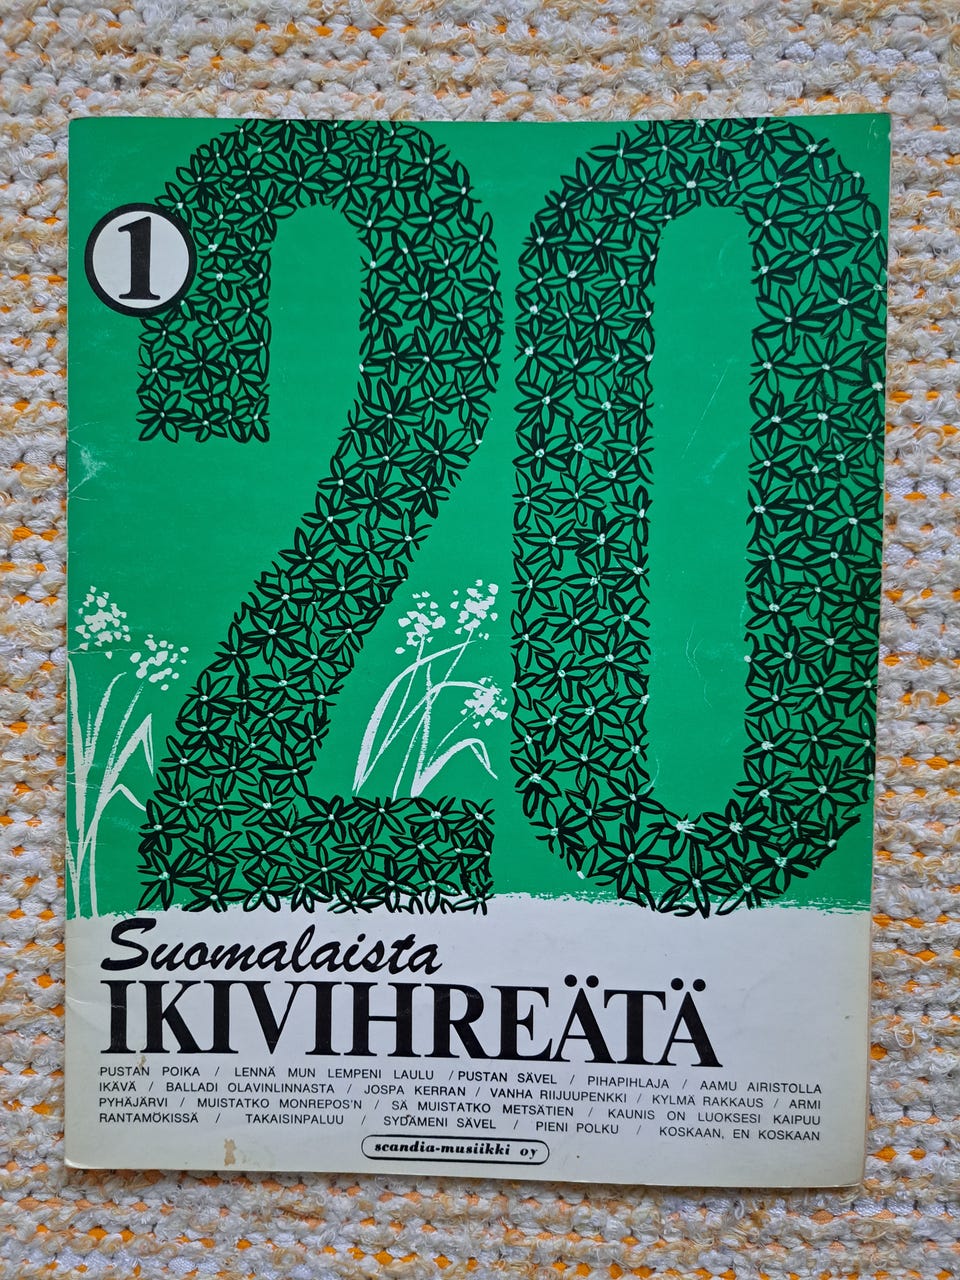 20
1
Suomalaista
IKIVIHREÄTÄ
PUSTAN POIKA / LENNÄ MUN LEMPENI LAULU / PUSTAN SÄVEL / PIHAPIHLAJA / AAMU AIRISTOLLA
IKÄVÄ / BALLADI OLAVINLINNASTA / JOSPA KERRAN / VANHA RIIJUUPENKKI / KYLMÄ RAKKAUS / ARMI
PYHÄJÄRVI / MUISTATKO MONREPOS'N / SÄ MUISTATKO METSÄTIEN / KAUNIS ON LUOKSESI KAIPUU
RANTAMÖKISSÄ / TAKAISINPALUU / SYDÄMENI SÄVEL / PIENI POLKU / KOSKAAN, EN KOSKAAN
scandia-musiikki oy